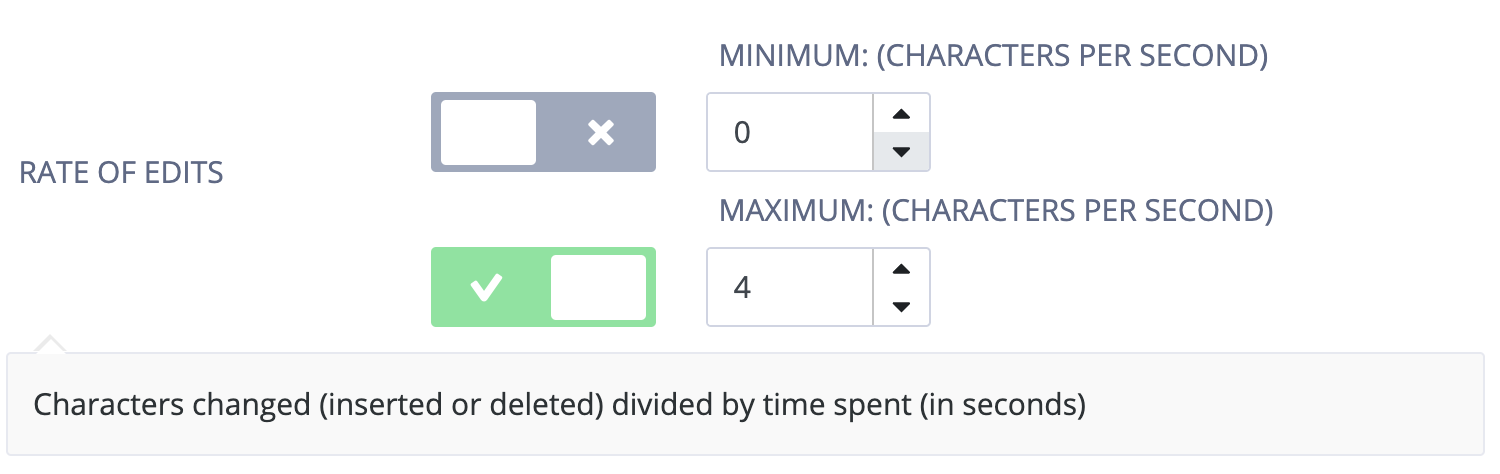 MINIMUM: (CHARACTERS PER SECOND)
0
RATE OF EDITS
MAXIMUM: (CHARACTERS PER SECOND)
4
Characters changed (inserted or deleted) divided by time spent (in seconds)